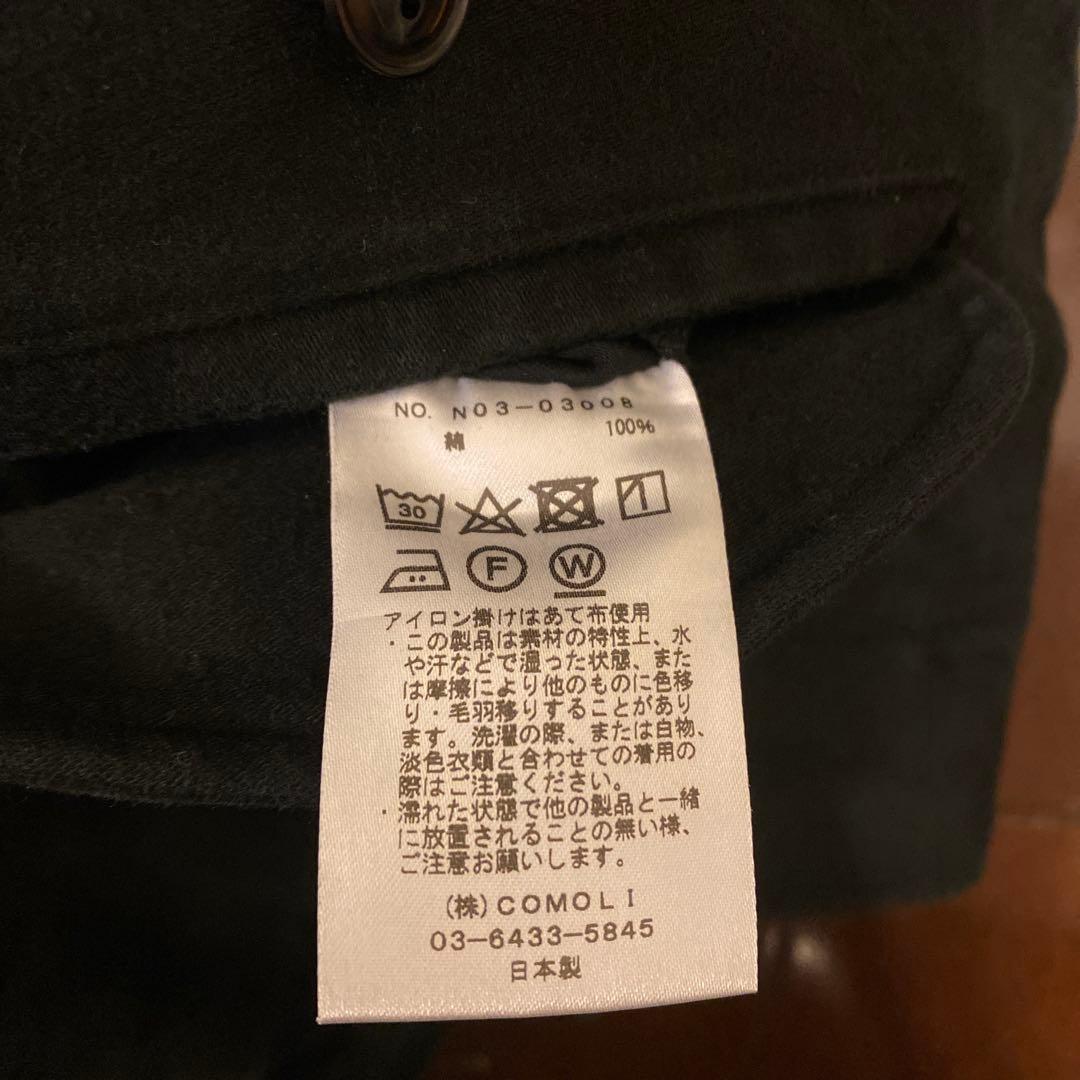 NO. N03-03008
綿 100%
30
F W
アイロン掛けはあて布使用
・この製品は素材の特性上、水
や汗などで湿った状態、また
は摩擦により他のものに色移
り・毛羽移りすることがあり
ます。洗濯の際、または白物、
淡色衣類と合わせての着用の
際はご注意ください。
・濡れた状態で他の製品と一緒
に放置されることの無い様、
ご注意お願いします。
(株)COMOLI
03-6433-5845
日本製